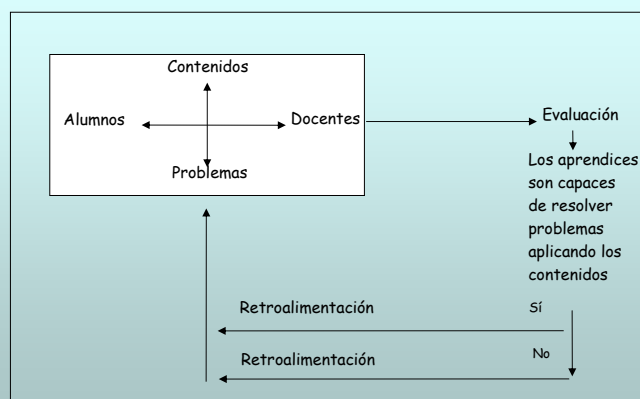 Contenidos
Alumnos
Docentes
Problemas
Evaluación
Los aprendices
son capaces
de resolver
problemas
aplicando los
contenidos
Retroalimentación
Sí
Retroalimentación
No